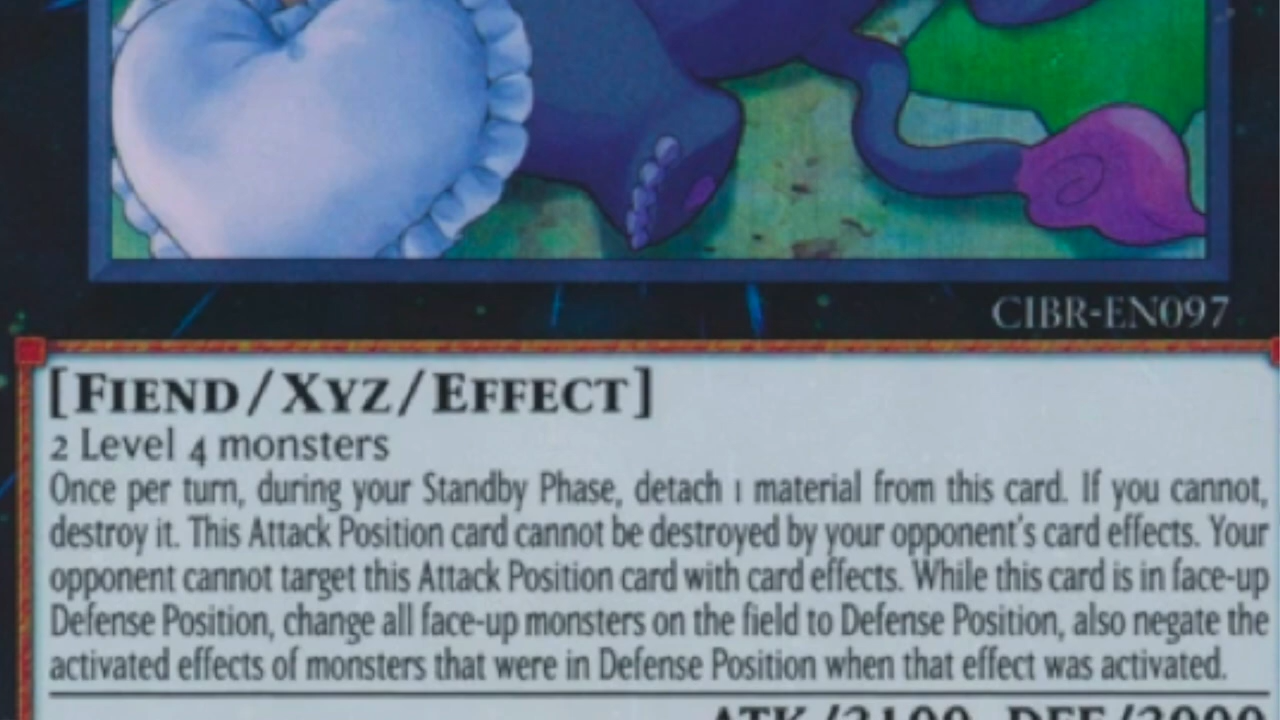 CIBR-EN097
[FIEND/XYZ/EFFECT]
2 Level 4 monsters
Once per turn, during your Standby Phase, detach 1 material from this card. If you cannot,
destroy it. This Attack Position card cannot be destroyed by your opponent's card effects. Your
opponent cannot target this Attack Position card with card effects. While this card is in face-up
Defense Position, change all face-up monsters on the field to Defense Position, also negate the
activated effects of monsters that were in Defense Position when that effect was activated.